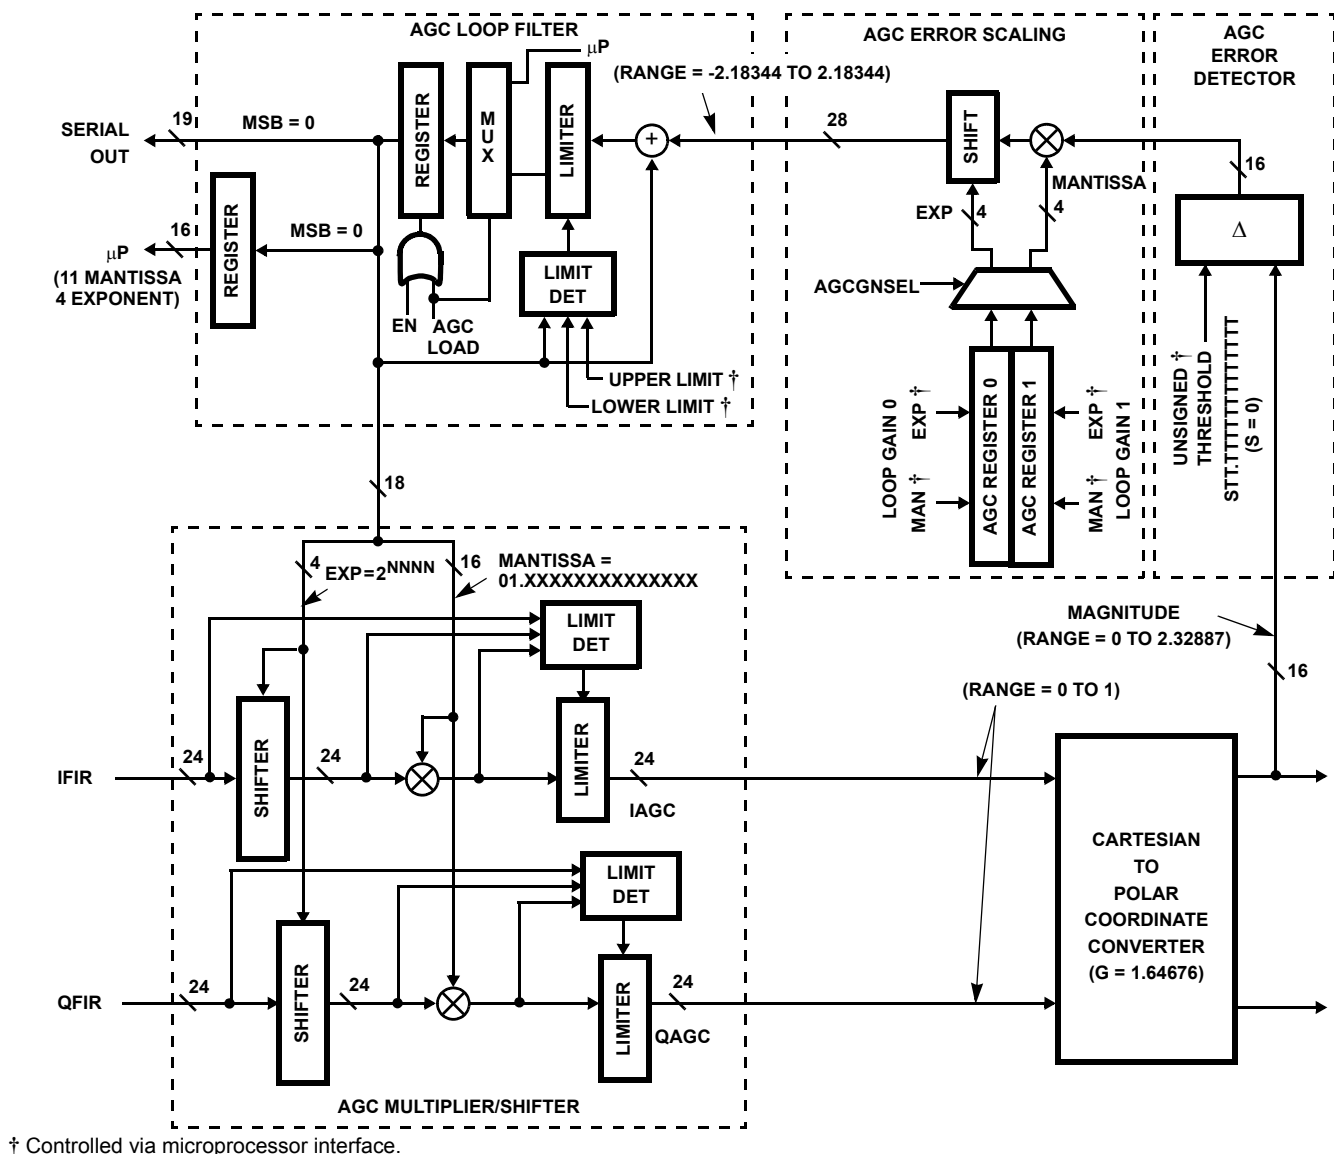 AGC LOOP FILTER
µP
REGISTER
MUX
LIMITER
+
19
MSB = 0
SERIAL
OUT
REGISTER
16
MSB = 0
µP
(11 MANTISSA
4 EXPONENT)
EN
AGC
LOAD
LIMIT
DET
UPPER LIMIT †
LOWER LIMIT †
(RANGE = -2.18344 TO 2.18344)
AGC ERROR SCALING
28
SHIFT
MANTISSA
EXP
4
4
AGCGNSEL
AGC REGISTER 0
AGC REGISTER 1
LOOP GAIN 0
EXP †
MAN †
EXP †
MAN †
LOOP GAIN 1
AGC
ERROR
DETECTOR
16
Δ
UNSIGNED †
THRESHOLD
STT.TTTTTTTTTTTTT
(S = 0)
18
4
EXP=2NNNN
16
MANTISSA =
01.XXXXXXXXXXXXXX
LIMIT
DET
IFIR
24
SHIFTER
24
LIMITER
24
IAGC
LIMIT
DET
QFIR
24
SHIFTER
24
LIMITER
24
QAGC
AGC MULTIPLIER/SHIFTER
MAGNITUDE
(RANGE = 0 TO 2.32887)
16
(RANGE = 0 TO 1)
CARTESIAN
TO
POLAR
COORDINATE
CONVERTER
(G = 1.64676)
† Controlled via microprocessor interface.